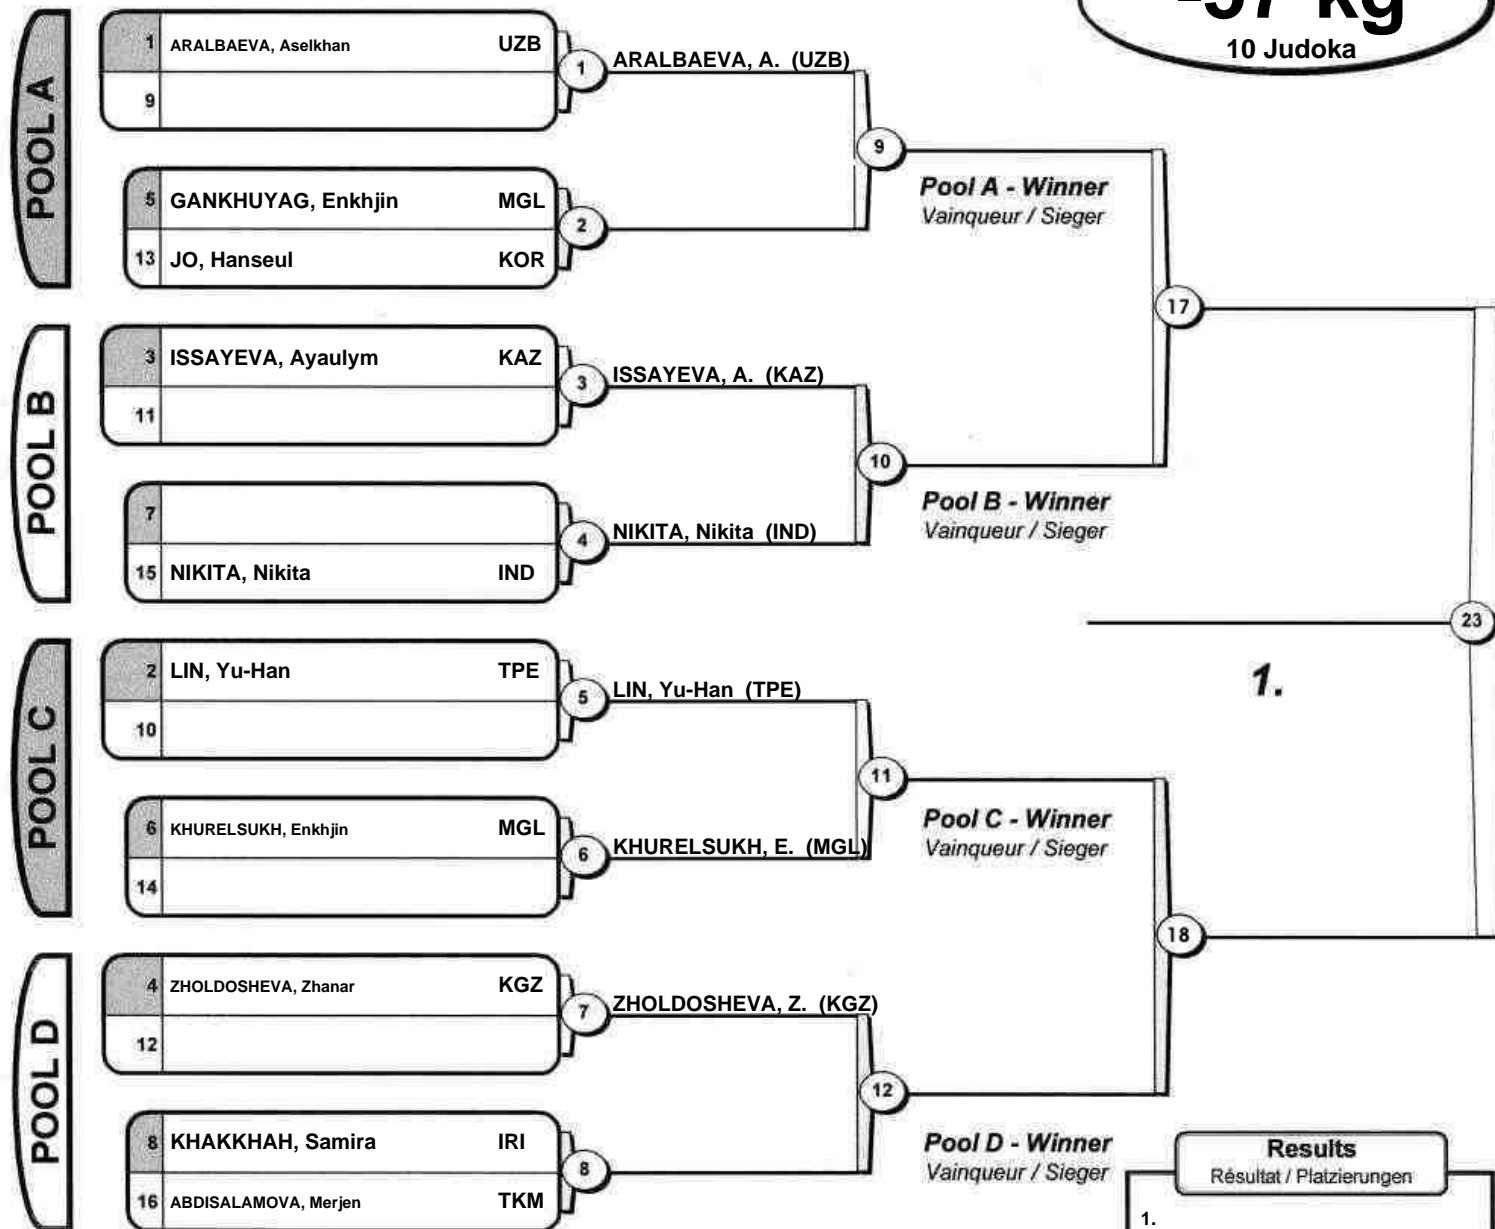 -57 kg
10 Judoka
POOL A
1 ARALBAEVA, Aselkhan UZB
9
1 ARALBAEVA, A. (UZB)
5 GANKHUYAG, Enkhjin MGL
13 JO, Hanseul KOR
2
9
Pool A - Winner
Vainqueur / Sieger
POOL B
3 ISSAYEVA, Ayaulym KAZ
11
3 ISSAYEVA, A. (KAZ)
7
15 NIKITA, Nikita IND
4 NIKITA, Nikita (IND)
10
Pool B - Winner
Vainqueur / Sieger
17
POOL C
2 LIN, Yu-Han TPE
10
5 LIN, Yu-Han (TPE)
6 KHURELSUKH, Enkhjin MGL
14
6 KHURELSUKH, E. (MGL)
11
Pool C - Winner
Vainqueur / Sieger
POOL D
4 ZHOLDOSHEVA, Zhanar KGZ
12
7 ZHOLDOSHEVA, Z. (KGZ)
8 KHAKKHAH, Samira IRI
16 ABDISALAMOVA, Merjen TKM
8
12
Pool D - Winner
Vainqueur / Sieger
18
23
1.
Results
Résultat / Platzierungen
1.